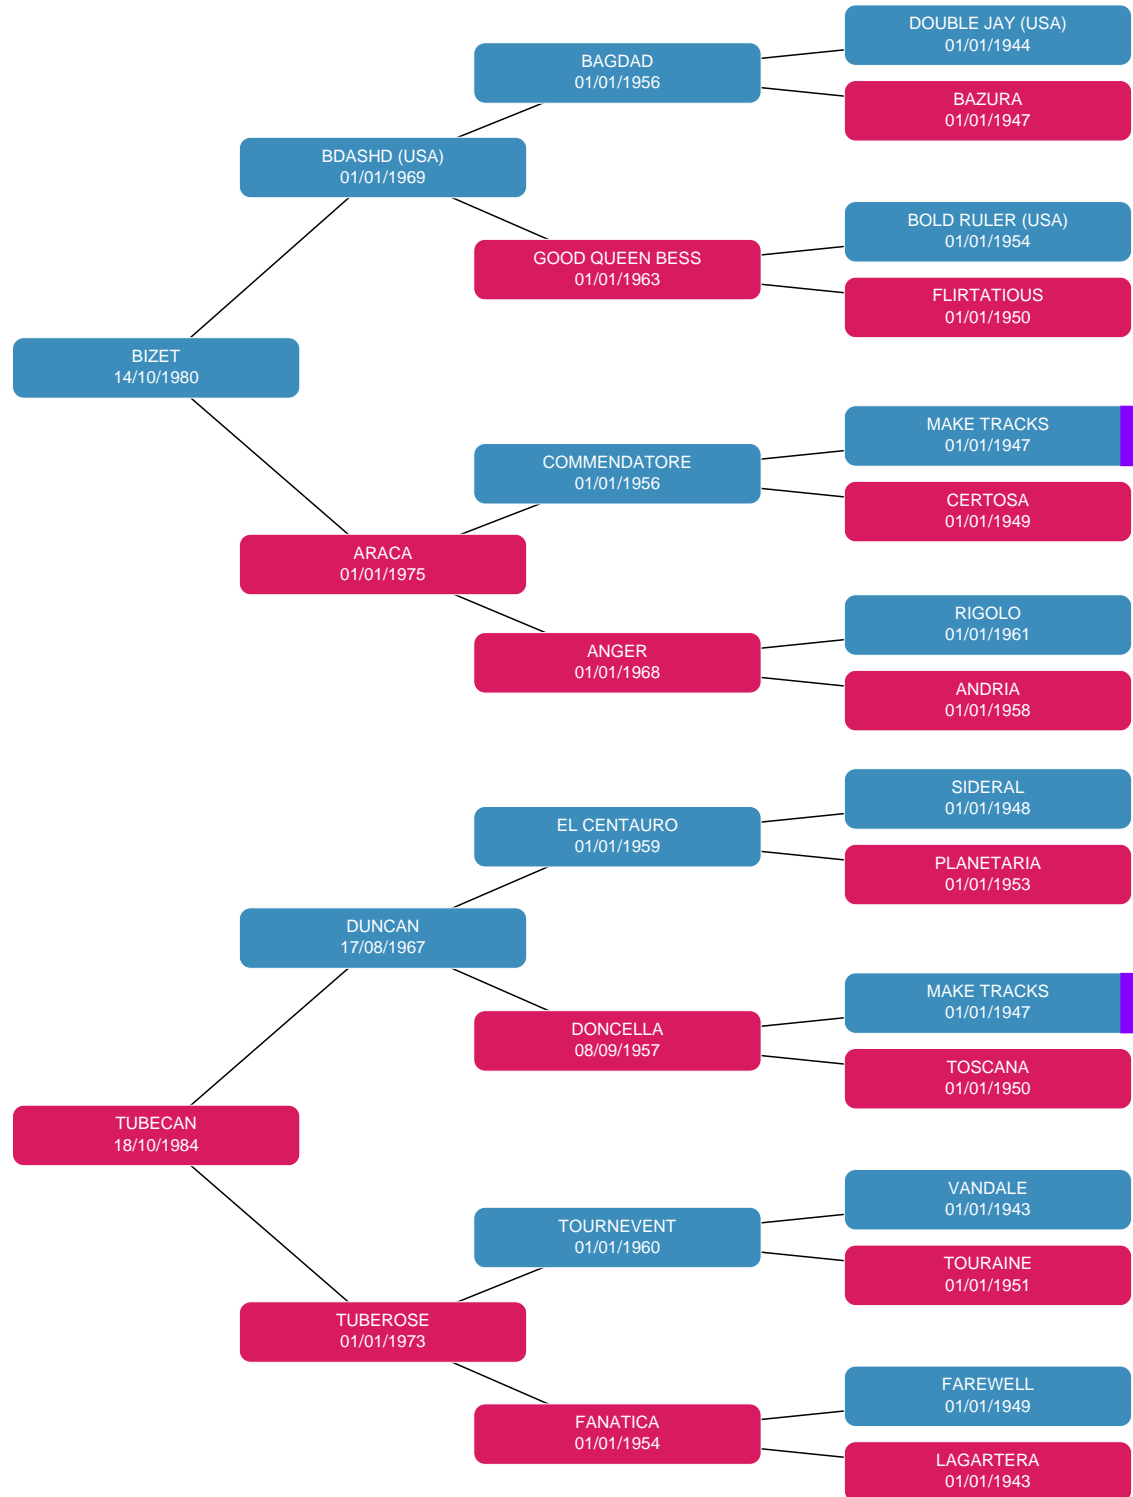 DOUBLE JAY (USA)
01/01/1944
BAGDAD
01/01/1956
BAZURA
01/01/1947
BDASHD (USA)
01/01/1969
BOLD RULER (USA)
01/01/1954
GOOD QUEEN BESS
01/01/1963
FLIRTATIOUS
01/01/1950
BIZET
14/10/1980
MAKE TRACKS
01/01/1947
COMMENDATORE
01/01/1956
CERTOSA
01/01/1949
ARACA
01/01/1975
RIGOLO
01/01/1961
ANGER
01/01/1968
ANDRIA
01/01/1958
SIDERAL
01/01/1948
EL CENTAURO
01/01/1959
PLANETARIA
01/01/1953
DUNCAN
17/08/1967
MAKE TRACKS
01/01/1947
DONCELLA
08/09/1957
TOSCANA
01/01/1950
TUBECAN
18/10/1984
VANDALE
01/01/1943
TOURNEVENT
01/01/1960
TOURAINE
01/01/1951
TUBEROSE
01/01/1973
FAREWELL
01/01/1949
FANATICA
01/01/1954
LAGARTERA
01/01/1943